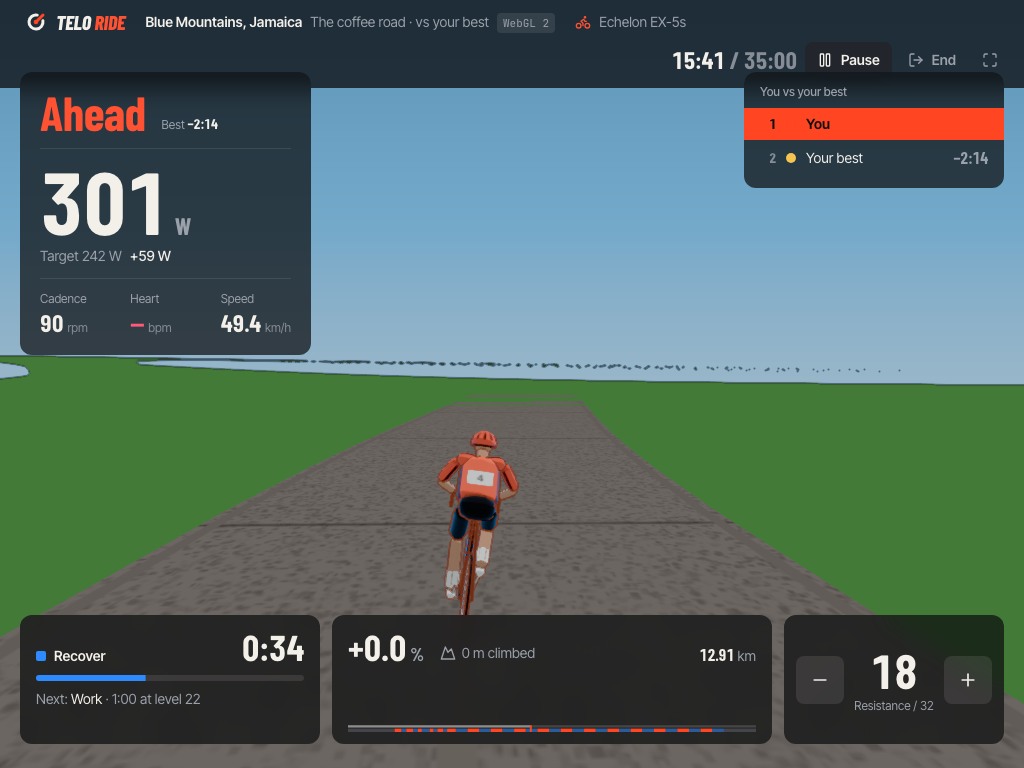 TELO RIDE Blue Mountains, Jamaica The coffee road · vs your best WebGL 2 Echelon EX-5s
15:41 / 35:00 Pause End
Ahead Best −2:14
301 W
Target 242 W +59 W
Cadence Heart Speed
90 rpm — bpm 49.4 km/h
You vs your best
1 You
2 Your best −2:14
4
Recover 0:34
Next: Work · 1:00 at level 22
+0.0 % 0 m climbed 12.91 km
− 18 +
Resistance / 32